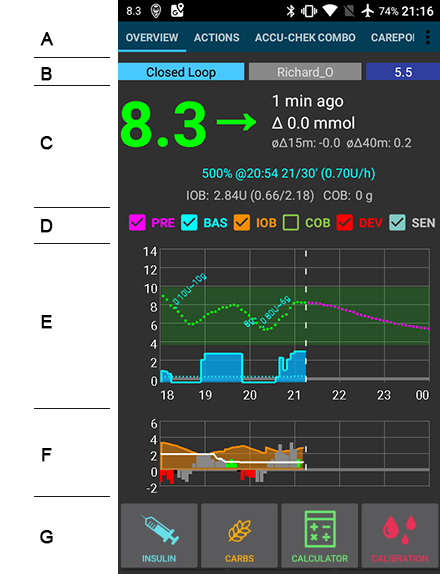 8.3 74% 21:16
A OVERVIEW ACTIONS ACCU-CHEK COMBO CAREPOI
B Closed Loop Richard_O 5.5
C 8.3 → 1 min ago
Δ 0.0 mmol
øΔ15m: -0.0 øΔ40m: 0.2
500% @20:54 21/30' (0.70U/h)
IOB: 2.84U (0.66/2.18) COB: 0 g
D PRE BAS IOB COB DEV SEN
E
14
12
10
8
6
4
2
0
0.10U~10g
8g
0.80U~6g
18 19 20 21 22 23 00
F
6
4
2
0
-2
G INSULIN CARBS CALCULATOR CALIBRATION